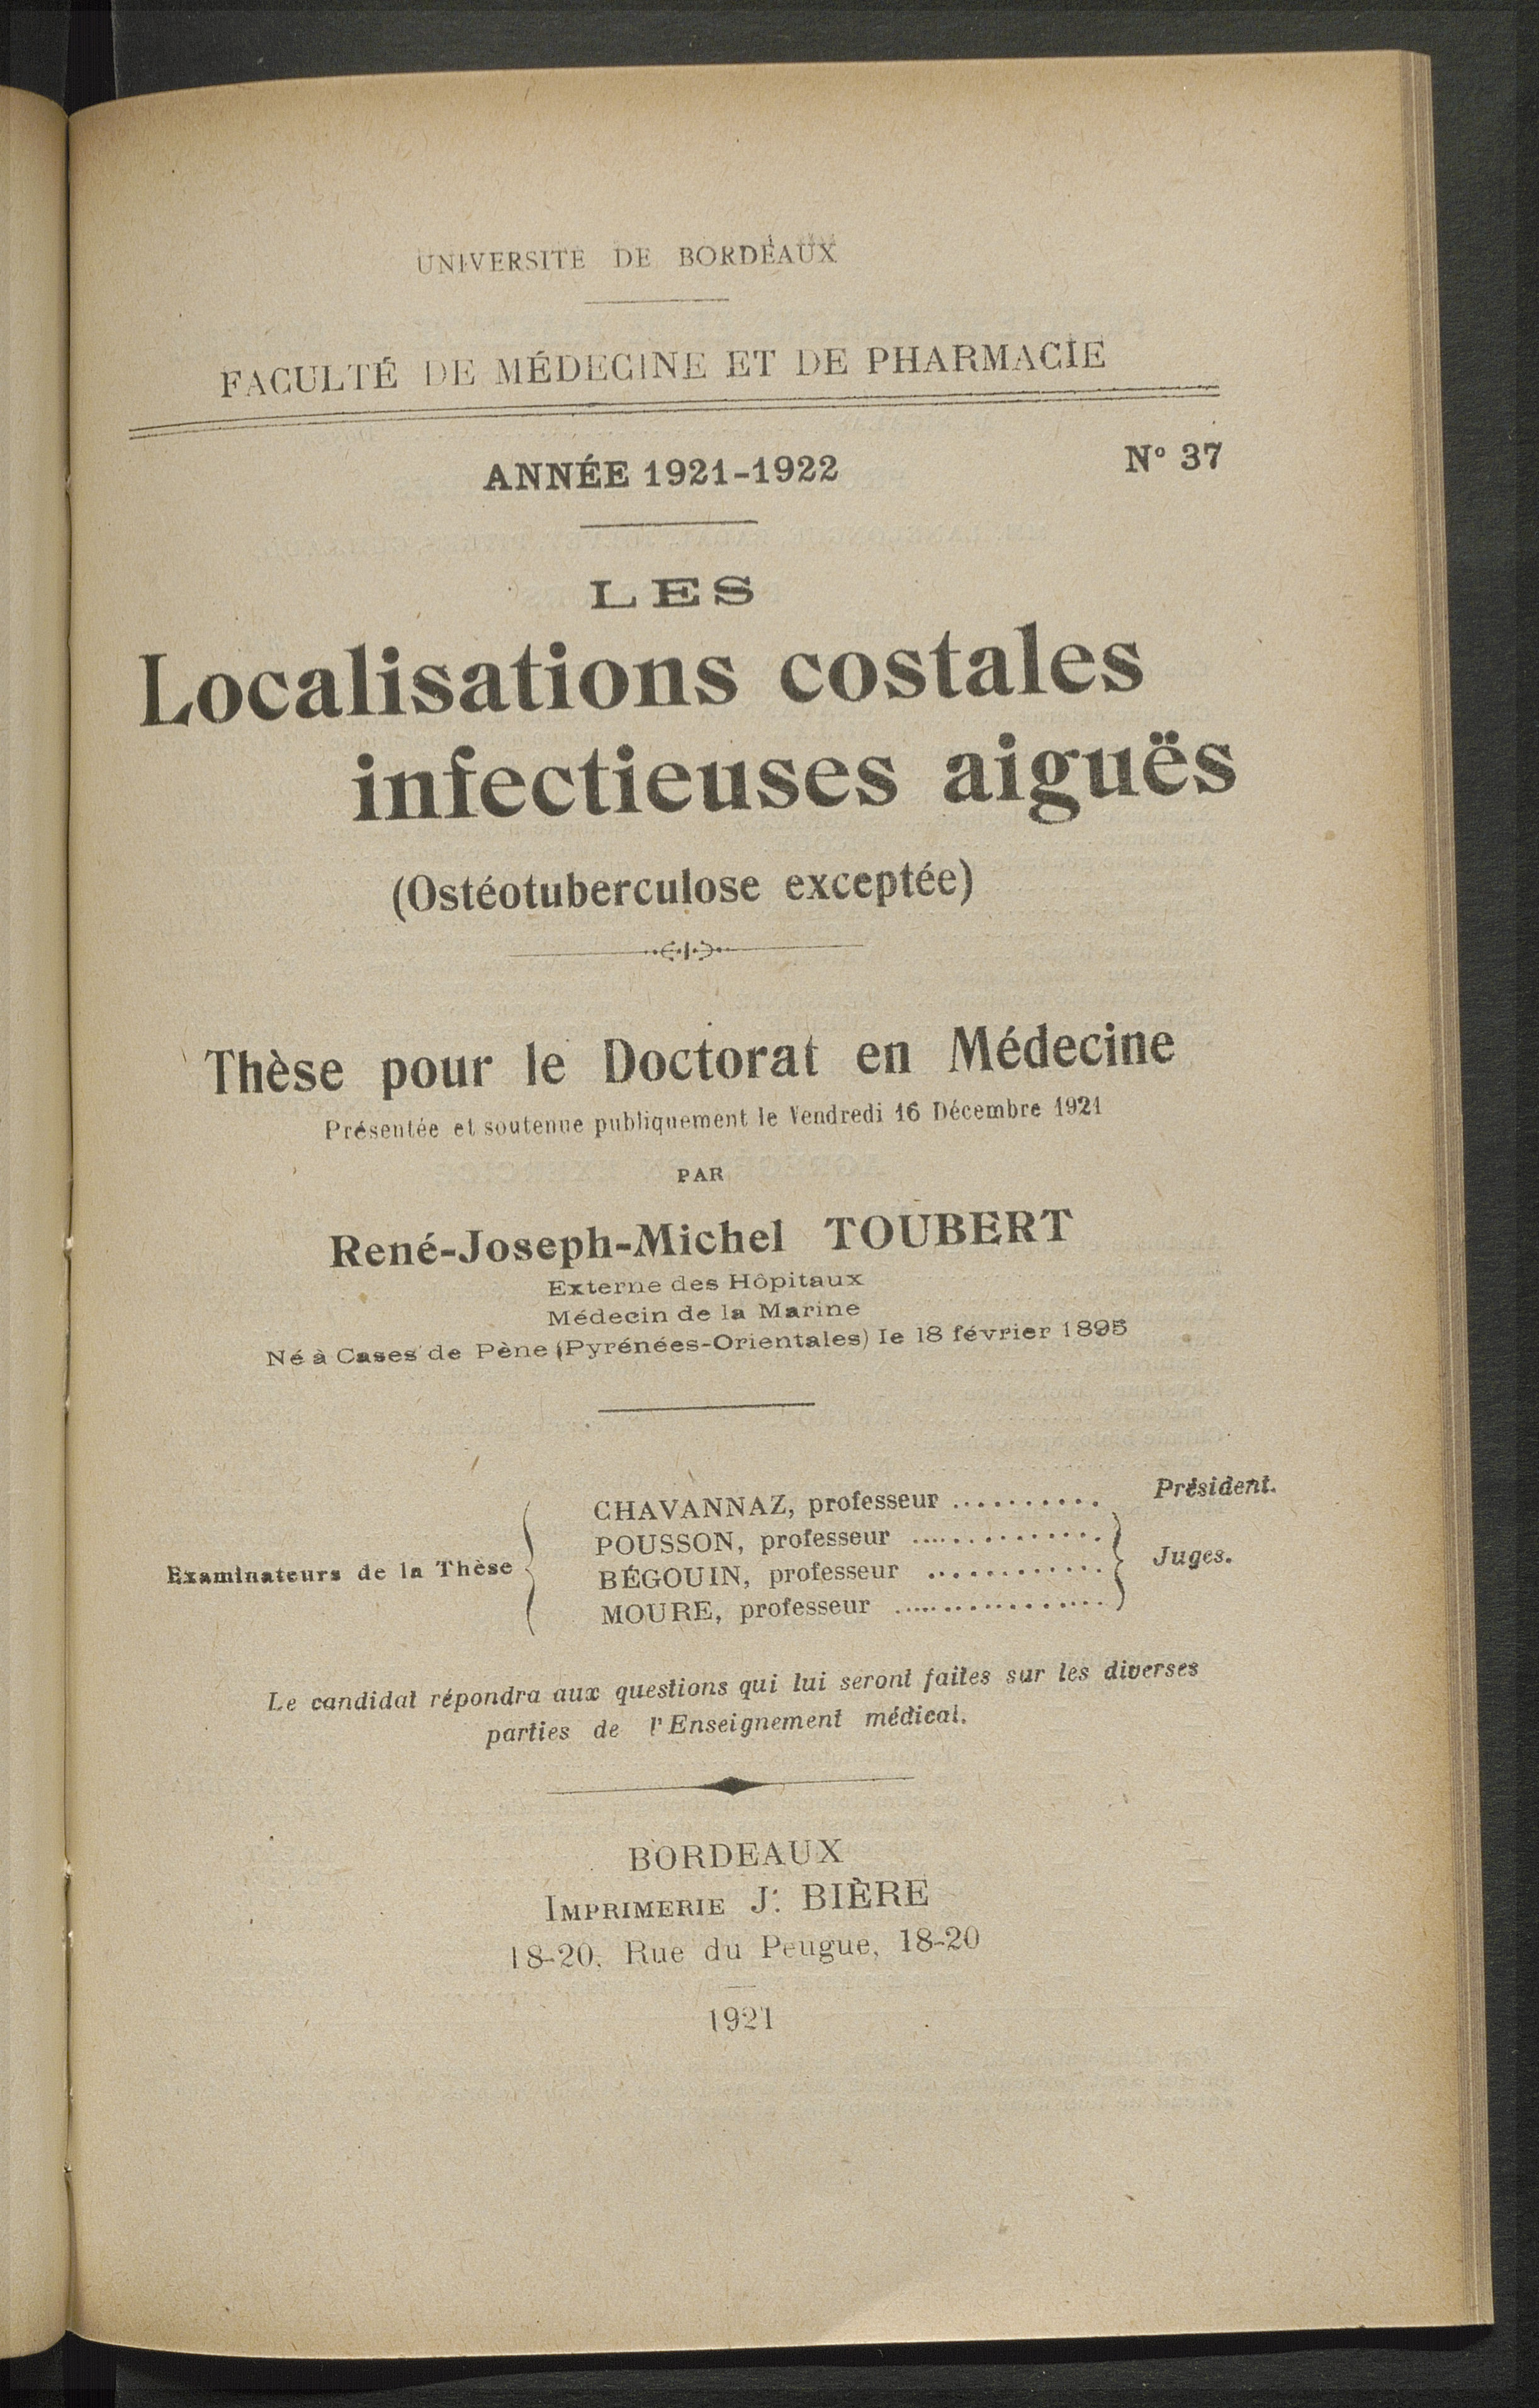 UNIVERSITÉ DE BORDEAUX
FACULTÉ DE MÉDECINE ET DE PHARMACIE
ANNÉE 1921-1922
N° 37
LES
Localisations costales
infectieuses aiguës
(Ostéotuberculose exceptée)
Thèse pour le Doctorat en Médecine
Présentée et soutenue publiquement le Vendredi 16 Décembre 1921
PAR
René-Joseph-Michel TOUBERT
Externe des Hôpitaux
Médecin de la Marine
Né à Cases de Pène (Pyrénées-Orientales) le 18 février 1895
CHAVANNAZ, professeur .......... Président.
POUSSON, professeur ..............
Examinateurs de la Thèse
BÉGOUIN, professeur ............ Juges.
MOURE, professeur .................
Le candidat répondra aux questions qui lui seront faites sur les diverses
parties de l'Enseignement médical.
BORDEAUX
IMPRIMERIE J. BIÈRE
18-20, Rue du Peugue, 18-20
1921